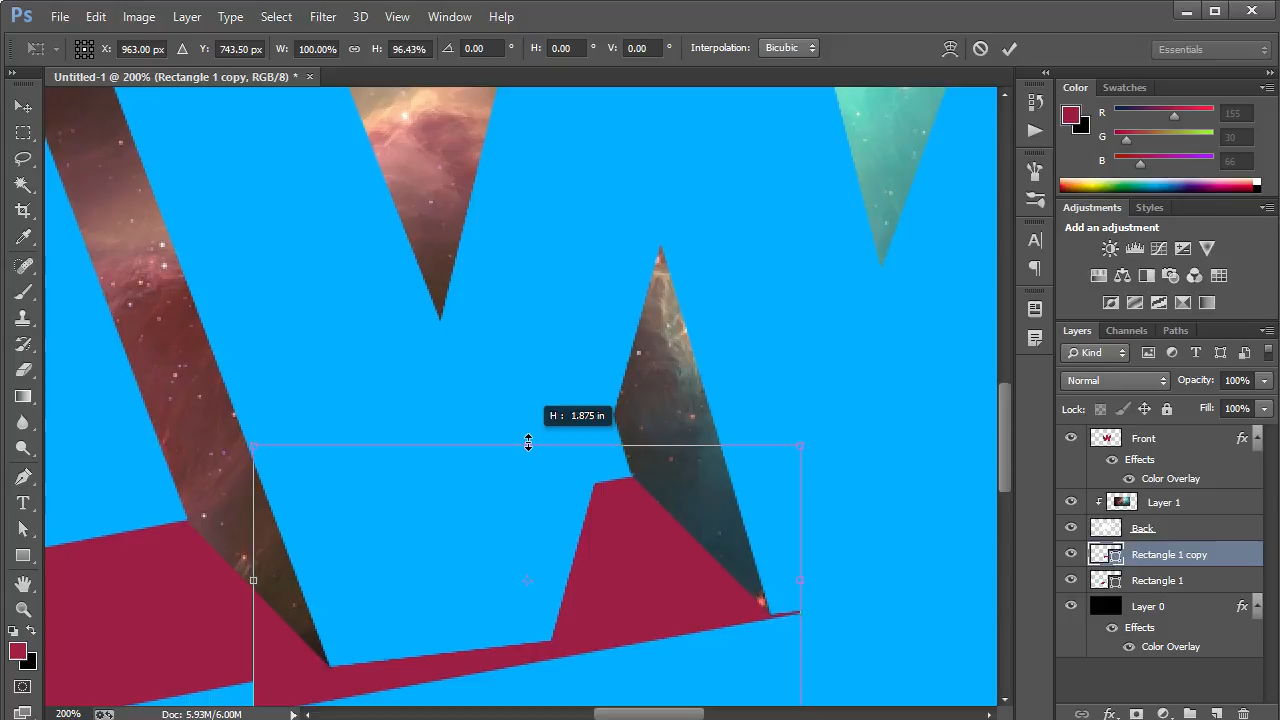 Ps File Edit Image Layer Type Select Filter 3D View Window Help
X: 963.00 px Y: 743.50 px W: 100.00% H: 96.43% 0.00 ° H: 0.00 ° V: 0.00 ° Interpolation: Bicubic Essentials
Untitled-1 @ 200% (Rectangle 1 copy, RGB/8) * ×
Color Swatches
R 155
G 30
B 66
Adjustments Styles
Add an adjustment
Layers Channels Paths
Kind
Normal Opacity: 100%
Lock: Fill: 100%
H : 1.875 in
W Front fx
Effects
Color Overlay
Layer 1
Back
Rectangle 1 copy
Rectangle 1
Layer 0 fx
Effects
Color Overlay
200% Doc: 5.93M/6.00M
fx